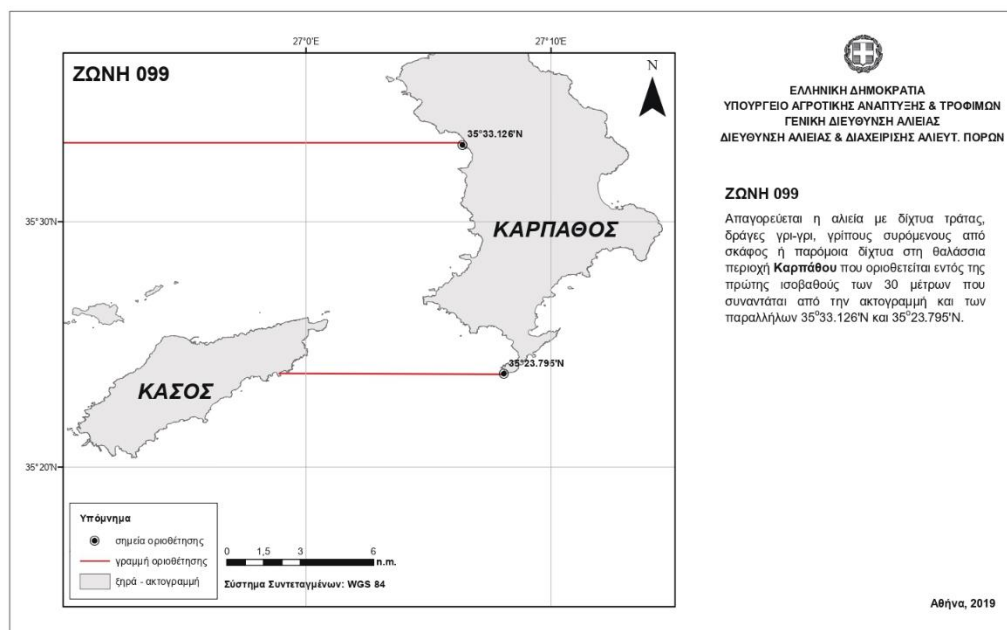 27°0'E
27°10'E
ΖΩΝΗ 099
N
35°33.126'N
35°30'N
ΚΑΡΠΑΘΟΣ
35°23.795'N
ΚΑΣΟΣ
35°20'N
Υπόμνημα
σημεία οριοθέτησης
γραμμή οριοθέτησης
ξηρά - ακτογραμμή
0 1,5 3 6
n.m.
Σύστημα Συντεταγμένων: WGS 84
ΕΛΛΗΝΙΚΗ ΔΗΜΟΚΡΑΤΙΑ
ΥΠΟΥΡΓΕΙΟ ΑΓΡΟΤΙΚΗΣ ΑΝΑΠΤΥΞΗΣ & ΤΡΟΦΙΜΩΝ
ΓΕΝΙΚΗ ΔΙΕΥΘΥΝΣΗ ΑΛΙΕΙΑΣ
ΔΙΕΥΘΥΝΣΗ ΑΛΙΕΙΑΣ & ΔΙΑΧΕΙΡΙΣΗΣ ΑΛΙΕΥΤ. ΠΟΡΩΝ
ΖΩΝΗ 099
Απαγορεύεται η αλιεία με δίχτυα τράτας,
δράγες γρι-γρι, γρίπους συρόμενους από
σκάφος ή παρόμοια δίχτυα στη θαλάσσια
περιοχή Καρπάθου που οριοθετείται εντός της
πρώτης ισοβαθούς των 30 μέτρων που
συναντάται από την ακτογραμμή και των
παραλλήλων 35°33.126'N και 35°23.795'N.
Αθήνα, 2019